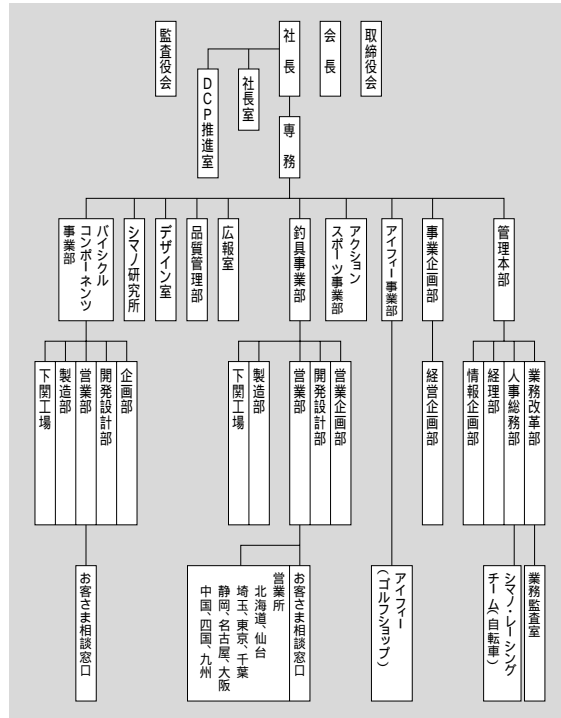 取締役会
会長
社長
監査役会
社長室
DCP推進室
専務
管理本部
事業企画部
アイフィー事業部
アクション
スポーツ事業部
釣具事業部
広報室
品質管理部
デザイン室
シマノ研究所
バイシクル
コンポーネンツ
事業部
業務改革部
人事総務部
経理部
情報企画部
経営企画部
営業企画部
開発設計部
営業部
製造部
下関工場
企画部
開発設計部
営業部
製造部
下関工場
業務監査室
シマノ・レーシング
チーム(自転車)
アイフィー
(ゴルフショップ)
お客さま相談窓口
営業所
北海道、仙台
埼玉、東京、千葉
静岡、名古屋、大阪
中国、四国、九州
お客さま相談窓口